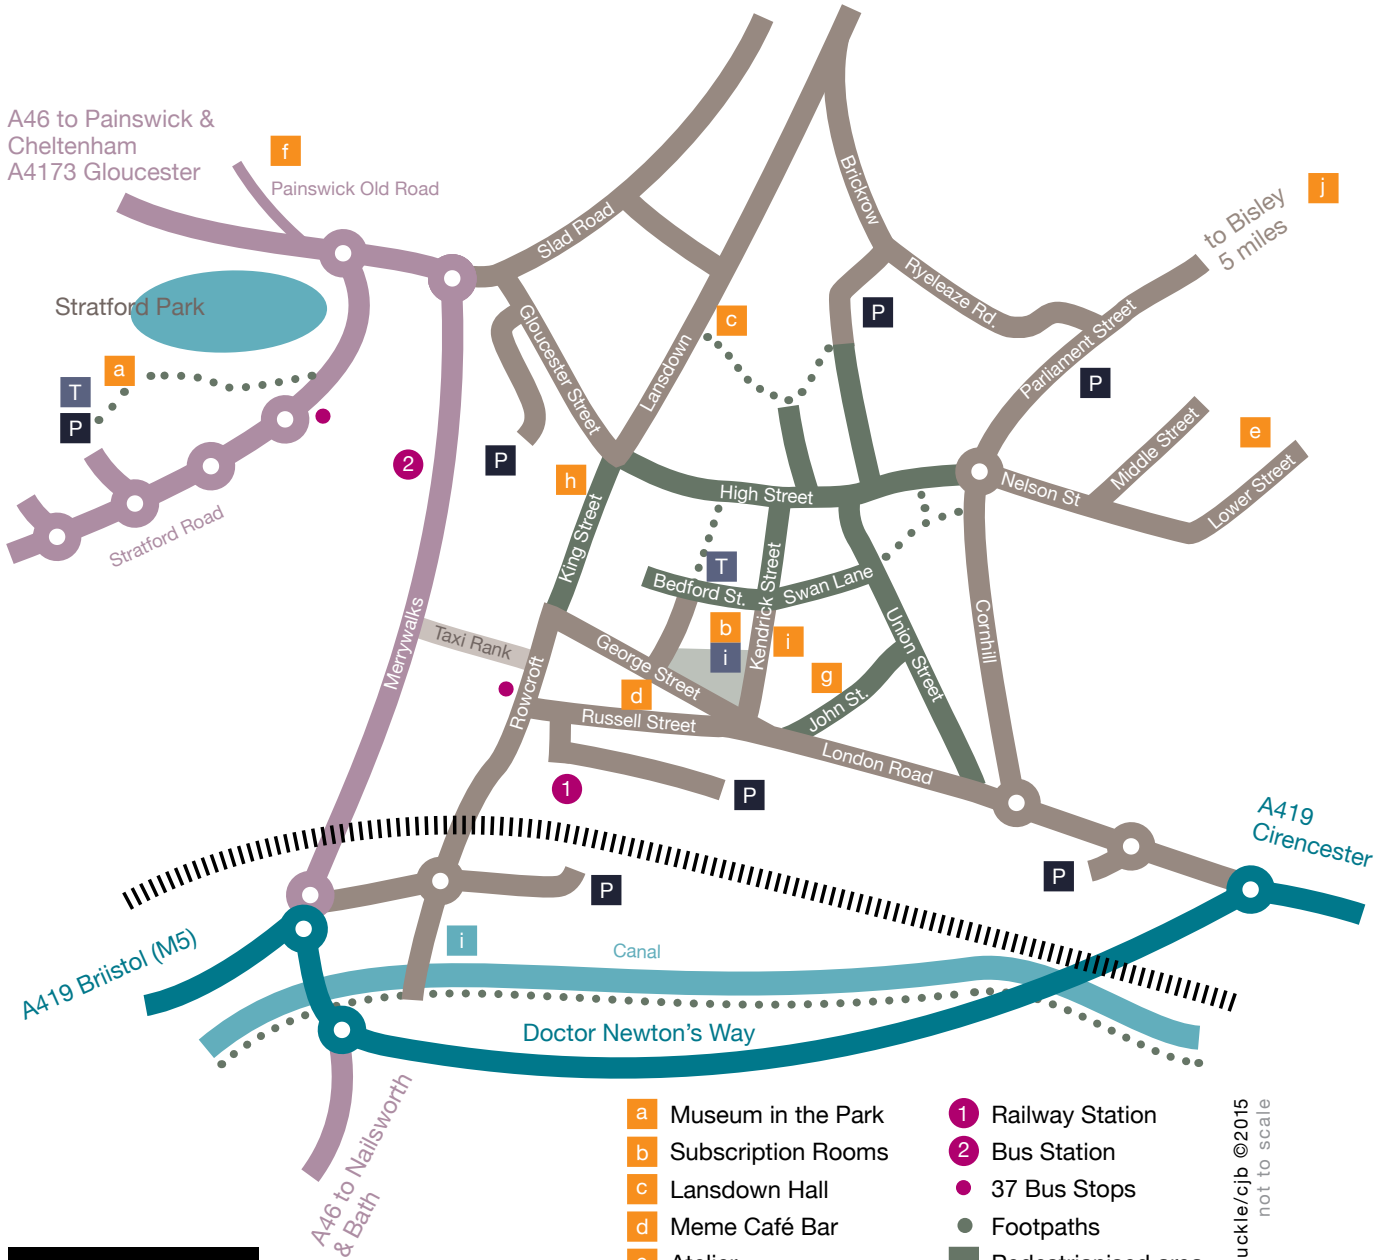 A46 to Painswick &
Cheltenham
A4173 Gloucester
f
Painswick Old Road
j
to Bisley
5 miles
Slad Road
Brickrow
Ryeleaze Rd.
Stratford Park
c
P
Gloucester Street
Lansdown
Parliament Street
a
T
P
P
Middle Street
e
2
P
h
High Street
Nelson St
Lower Street
Stratford Road
King Street
T
Bedford St.
Kendrick Street
Swan Lane
Merrywalks
Taxi Rank
Rowcroft
George Street
b
i
i
Union Street
Cornhill
d
g
John St.
Russell Street
London Road
1
P
A419
Cirencester
P
P
i
Canal
A419 Briistol (M5)
Doctor Newton's Way
A46 to Nailsworth
& Bath
a Museum in the Park
b Subscription Rooms
c Lansdown Hall
d Meme Café Bar
Atelier
1 Railway Station
2 Bus Station
37 Bus Stops
Footpaths
Pedestrianised area
uckle/cjb ©2015
not to scale